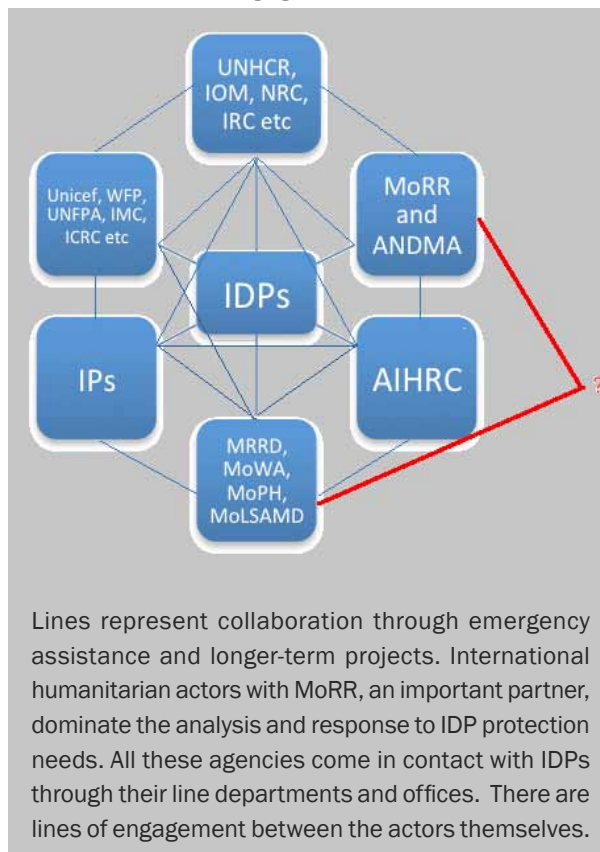 UNHCR,
IOM, NRC,
IRC etc
Unicef, WFP,
UNFPA, IMC,
ICRC etc
MoRR
and
ANDMA
IDPs
IPs
AIHRC
?
MRRD,
MoWA,
MoPH,
MoLSAMD
Lines represent collaboration through emergency
assistance and longer-term projects. International
humanitarian actors with MoRR, an important partner,
dominate the analysis and response to IDP protection
needs. All these agencies come in contact with IDPs
through their line departments and offices. There are
lines of engagement between the actors themselves.